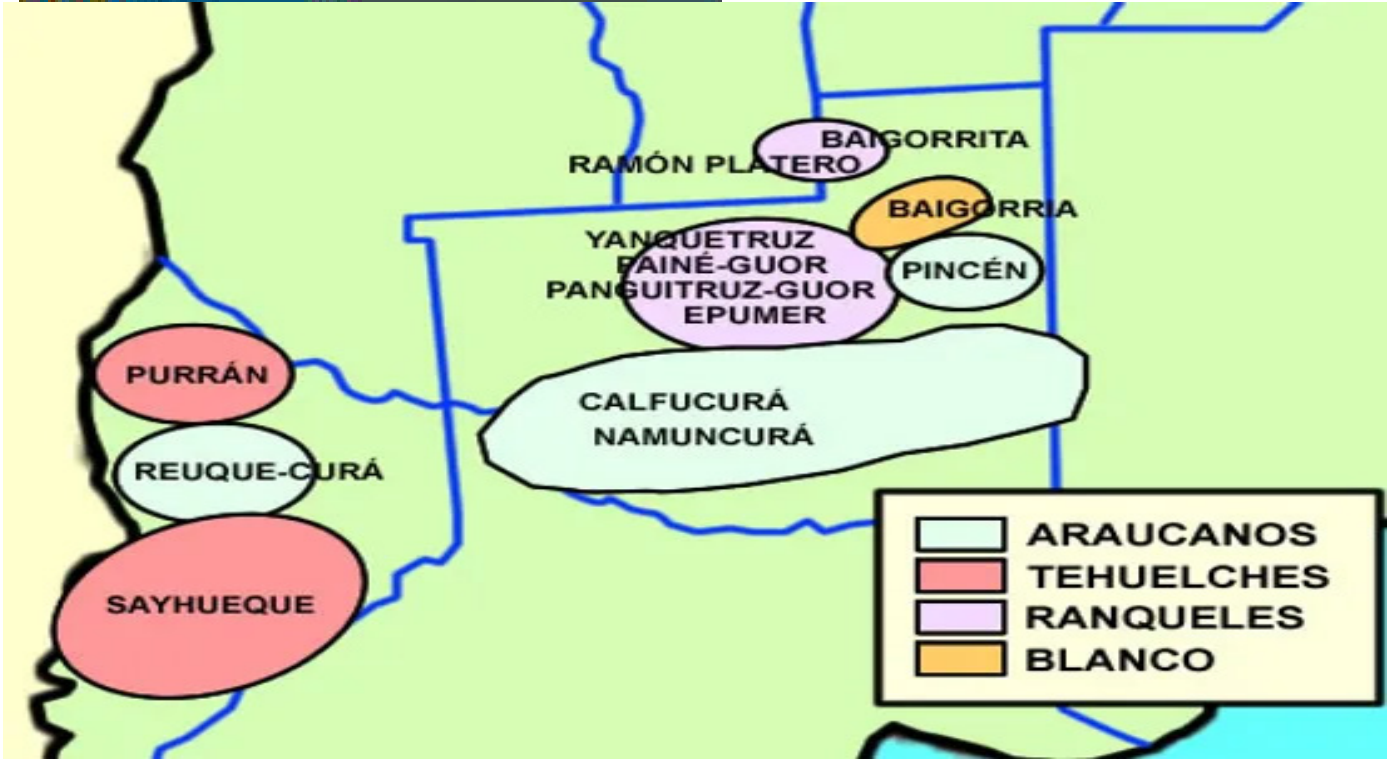 BAIGORRITA
RAMÓN PLATERO
BAIGORRIA
YANQUETRUZ
PAINÉ-GUOR
PANGUITRUZ-GUOR
EPUMER
PINCÉN
PURRÁN
CALFUCURÁ
NAMUNCURÁ
REUQUE-CURÁ
SAYHUEQUE
ARAUCANOS
TEHUELCHES
RANQUELES
BLANCO